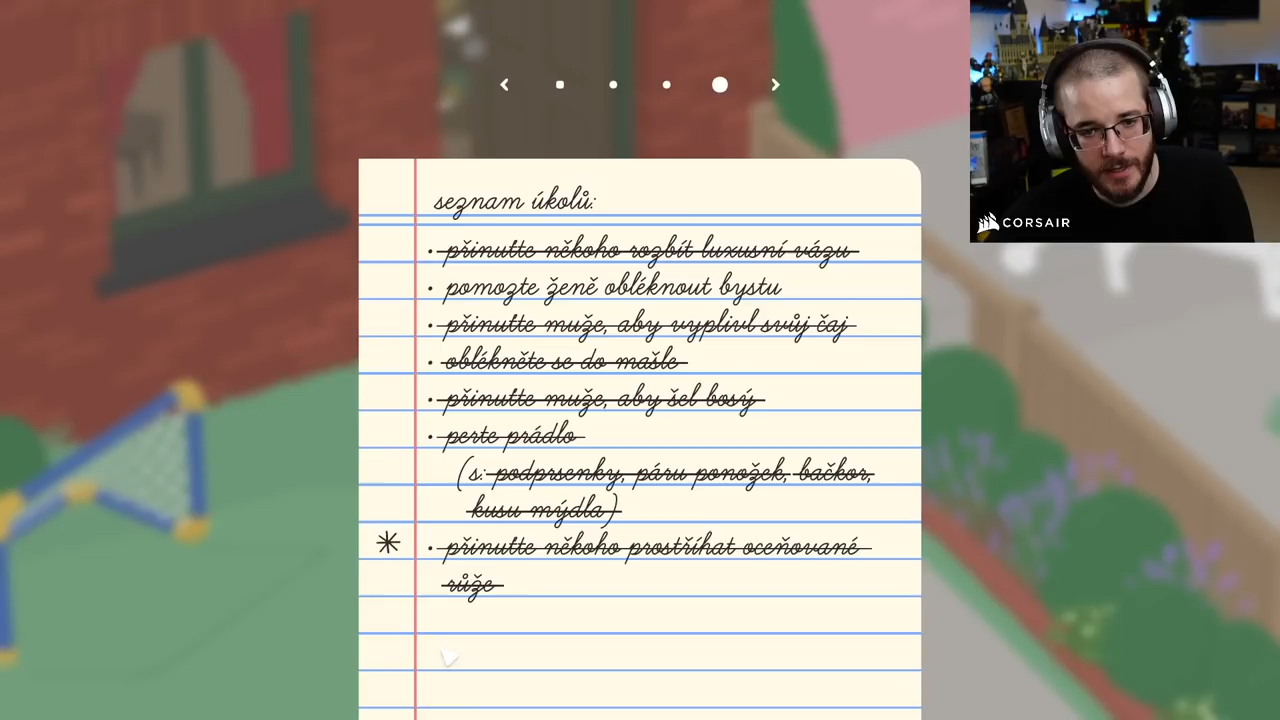 CORSAIR
seznam úkolů:
• přinuťte někoho rozbít luxusní vázu
• pomozte ženě obléknout bystu
• přinuťte muže, aby vyplivl svůj čaj
• oblékněte se do mašle
• přinuťte muže, aby šel bosý
• perte prádlo
(s: podprsenky, páru ponožek, bačkor,
kusu mýdla)
• přinuťte někoho prostříhat oceňované
růže